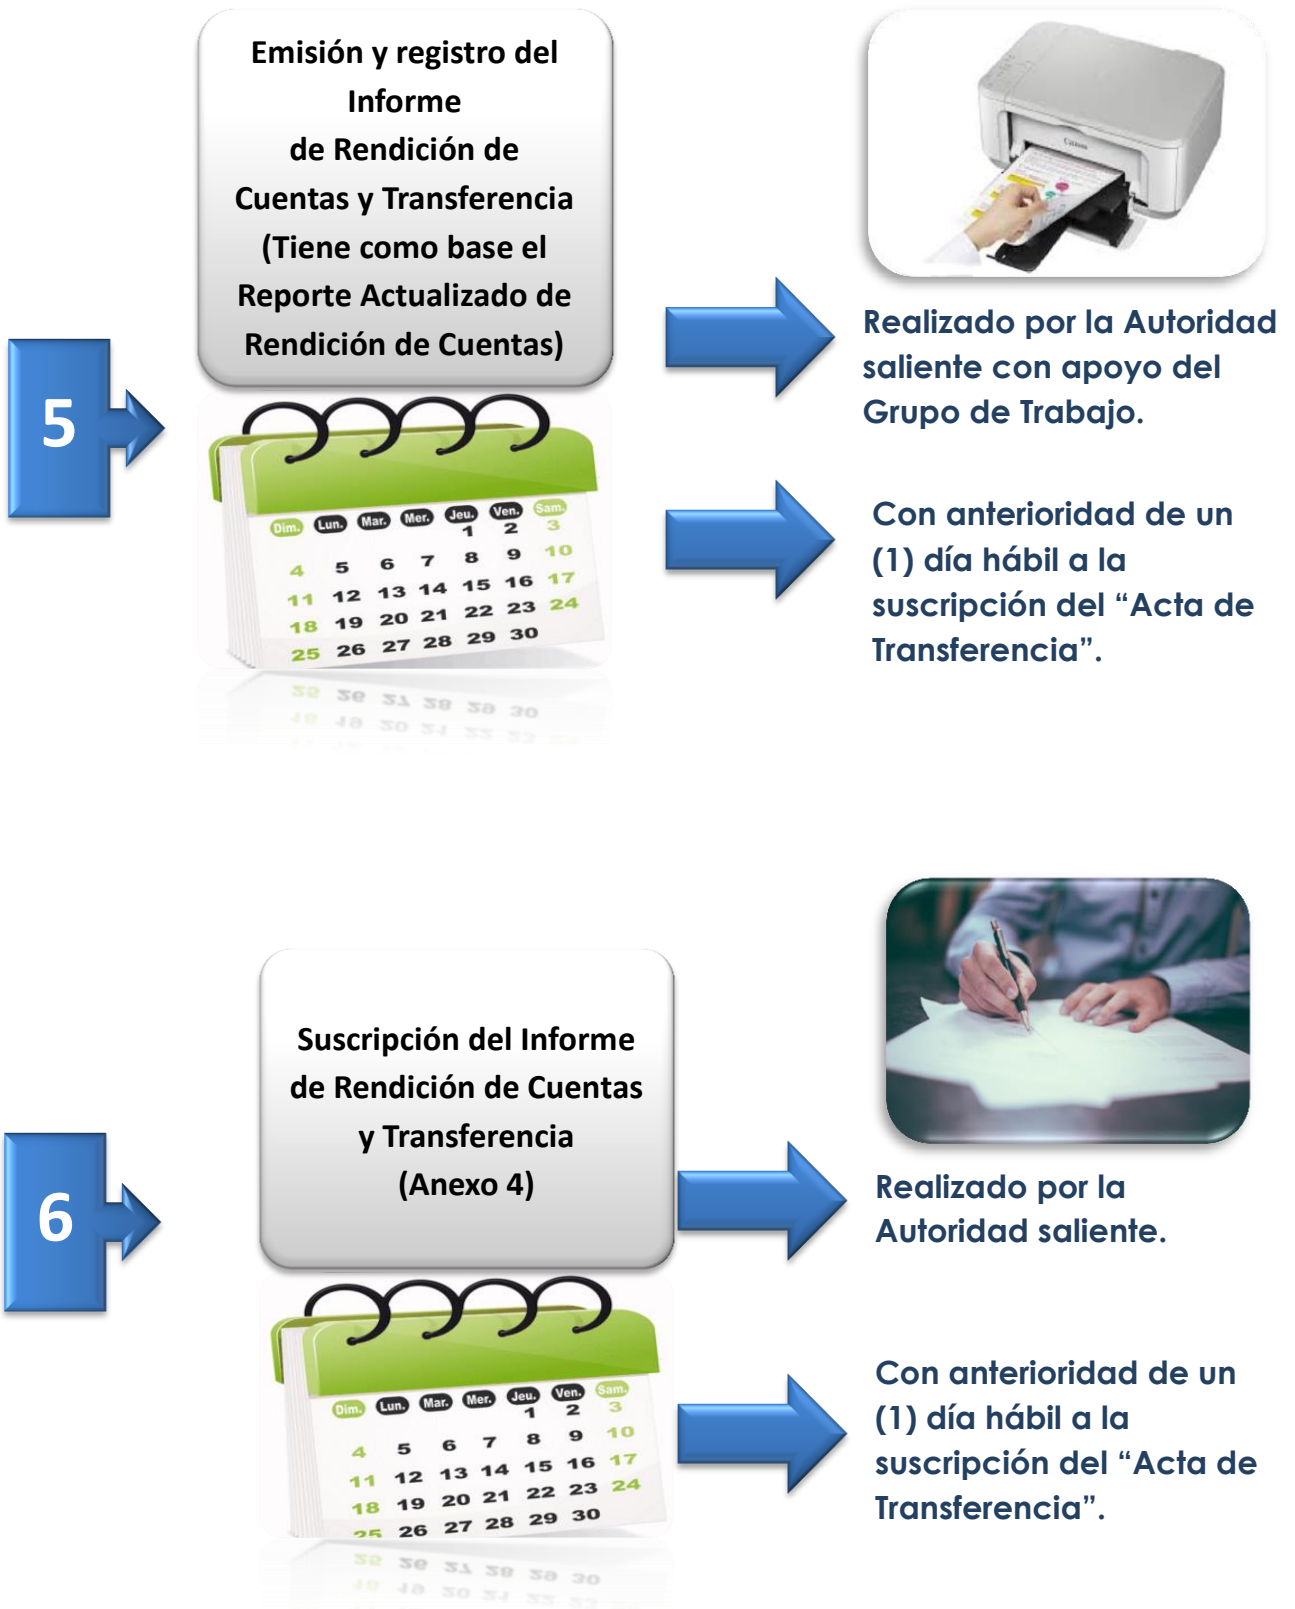 Emisión y registro del
Informe
de Rendición de
Cuentas y Transferencia
(Tiene como base el
Reporte Actualizado de
Rendición de Cuentas)
5
Canon
Realizado por la Autoridad
saliente con apoyo del
Grupo de Trabajo.
Dim. Lun. Mar. Mer. Jeu. Ven. Sam.
1 2 3
4 5 6 7 8 9 10
11 12 13 14 15 16 17
18 19 20 21 22 23 24
25 26 27 28 29 30
Con anterioridad de un
(1) día hábil a la
suscripción del “Acta de
Transferencia”.
Suscripción del Informe
de Rendición de Cuentas
y Transferencia
(Anexo 4)
6
Realizado por la
Autoridad saliente.
Dim. Lun. Mar. Mer. Jeu. Ven. Sam.
1 2 3
4 5 6 7 8 9 10
11 12 13 14 15 16 17
18 19 20 21 22 23 24
25 26 27 28 29 30
Con anterioridad de un
(1) día hábil a la
suscripción del “Acta de
Transferencia”.